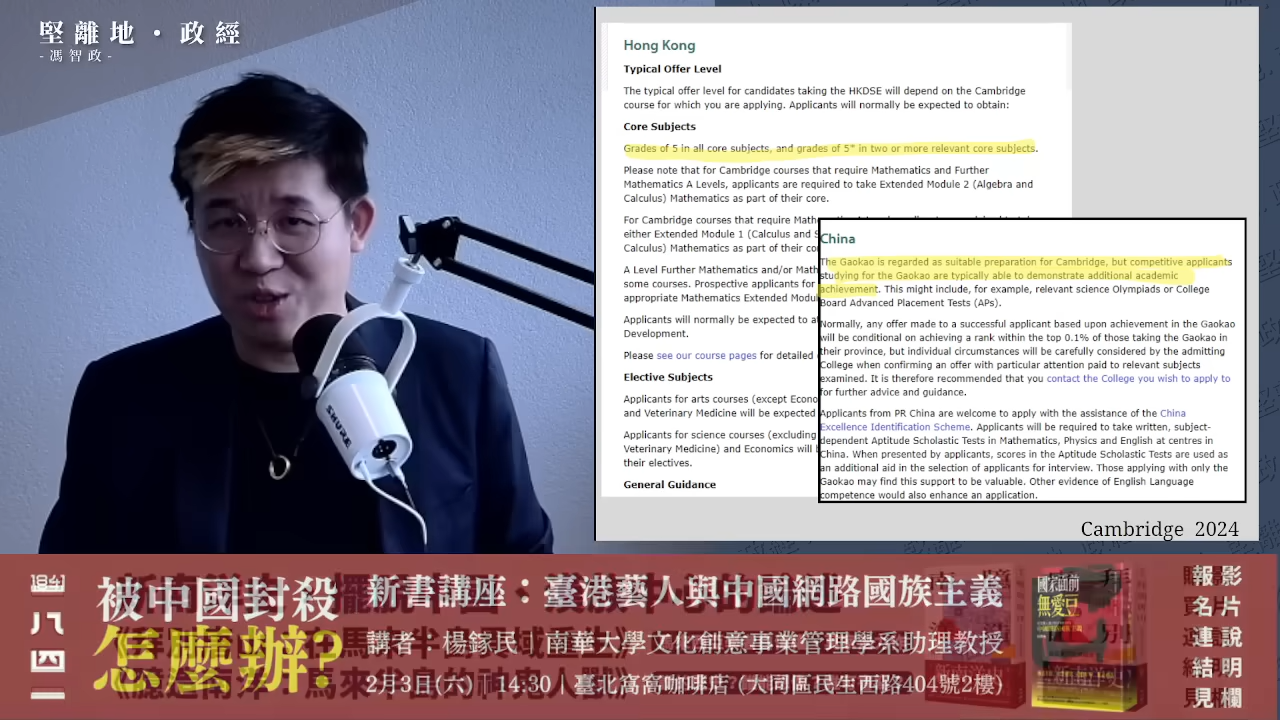 堅離地・政經
-馮智政-
Hong Kong
Typical Offer Level
The typical offer level for candidates taking the HKDSE will depend on the Cambridge
course for which you are applying. Applicants will normally be expected to obtain:
Core Subjects
Grades of 5 in all core subjects, and grades of 5* in two or more relevant core subjects.
Please note that for Cambridge courses that require Mathematics and Further
Mathematics A Levels, applicants are required to take Extended Module 2 (Algebra and
Calculus) Mathematics as part of their core.
For Cambridge courses that require Math
either Extended Module 1 (Calculus and S
Calculus) Mathematics as part of their co
A Level Further Mathematics and/or Math
some courses. Prospective applicants for
appropriate Mathematics Extended Modul
Applicants will normally be expected to at
Development.
Please see our course pages for detailed
Elective Subjects
Applicants for arts courses (except Econo
and Veterinary Medicine will be expected
Applicants for science courses (excluding
Veterinary Medicine) and Economics will b
their electives.
General Guidance
China
The Gaokao is regarded as suitable preparation for Cambridge, but competitive applicants
studying for the Gaokao are typically able to demonstrate additional academic
achievement. This might include, for example, relevant science Olympiads or College
Board Advanced Placement Tests (APs).
Normally, any offer made to a successful applicant based upon achievement in the Gaokao
will be conditional on achieving a rank within the top 0.1% of those taking the Gaokao in
their province, but individual circumstances will be carefully considered by the admitting
College when confirming an offer with particular attention paid to relevant subjects
examined. It is therefore recommended that you contact the College you wish to apply to
for further advice and guidance.
Applicants from PR China are welcome to apply with the assistance of the China
Excellence Identification Scheme. Applicants will be required to take written, subject-
dependent Aptitude Scholastic Tests in Mathematics, Physics and English at centres in
China. When presented by applicants, scores in the Aptitude Scholastic Tests are used as
an additional aid in the selection of applicants for interview. Those applying with only the
Gaokao may find this support to be valuable. Other evidence of English Language
competence would also enhance an application.
Cambridge 2024
SHURE
被中國封殺
怎麼辦?
新書講座：臺港藝人與中國網路國族主義
講者｜楊鎵民 南華大學文化創意事業管理學系助理教授
2月3日(六)｜14:30｜臺北窩窩咖啡店 (大同區民生西路404號2樓)
國家面前
無愛豆
報名連結見
影片說明欄